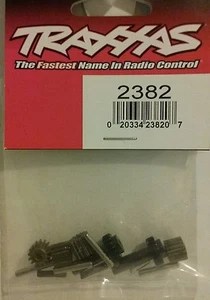 TRAXXAS
The Fastest Name In Radio Control
2382
0 20334 23820 7